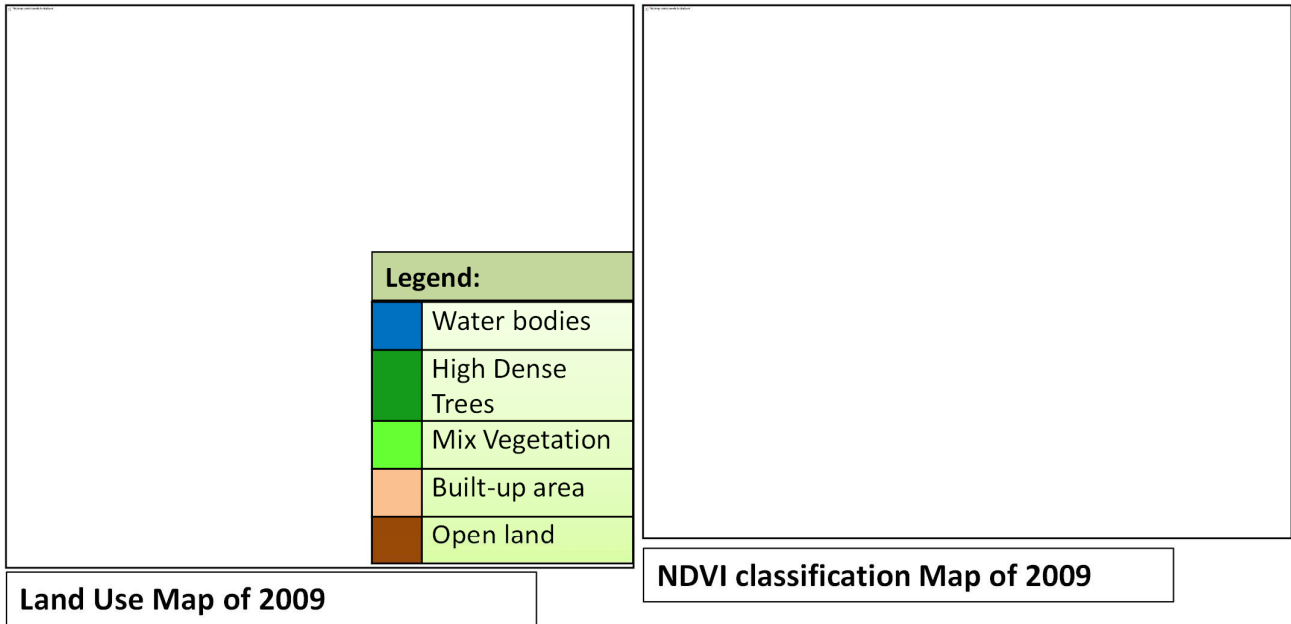 Legend:
Water bodies
High Dense
Trees
Mix Vegetation
Built-up area
Open land
Land Use Map of 2009
NDVI classification Map of 2009